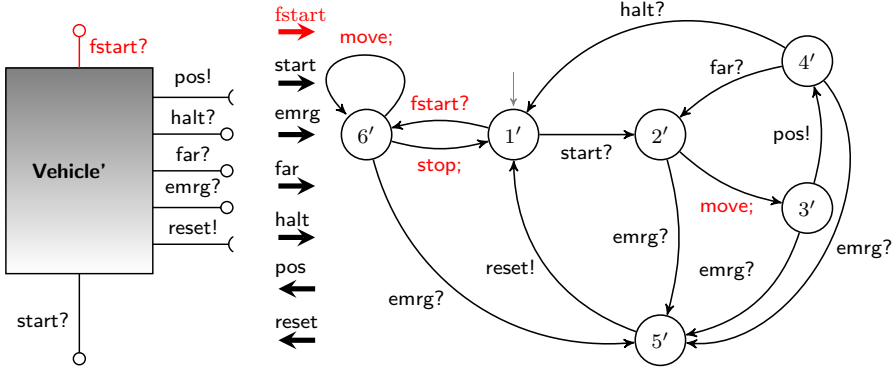 fstart?
pos!
halt?
far?
emrg?
reset!
Vehicle'
start?
fstart
start
emrg
far
halt
pos
reset
move;
fstart?
stop;
6′
1′
start?
2′
halt?
far?
4′
pos!
move;
3′
emrg?
emrg?
emrg?
reset!
emrg?
5′